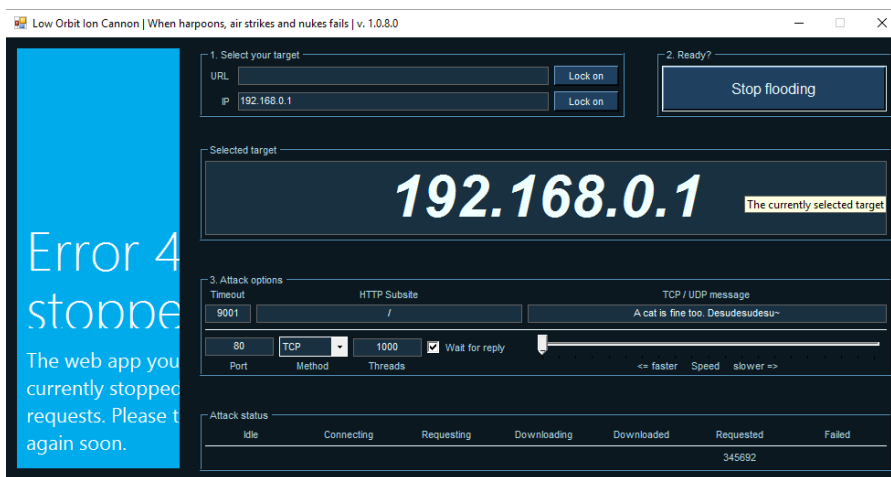 Low Orbit Ion Cannon | When harpoons, air strikes and nukes fails | v. 1.0.8.0
1. Select your target
URL
Lock on
IP 192.168.0.1
Lock on
2. Ready?
Stop flooding
Selected target
192.168.0.1
The currently selected target
Error 4
stoppe
The web app you
currently stopped
requests. Please t
again soon.
3. Attack options
Timeout HTTP Subsite TCP / UDP message
9001 / A cat is fine too. Desudesudesu~
80 TCP 1000 Wait for reply
Port Method Threads <= faster Speed slower =>
Attack status
Idle Connecting Requesting Downloading Downloaded Requested Failed
345692